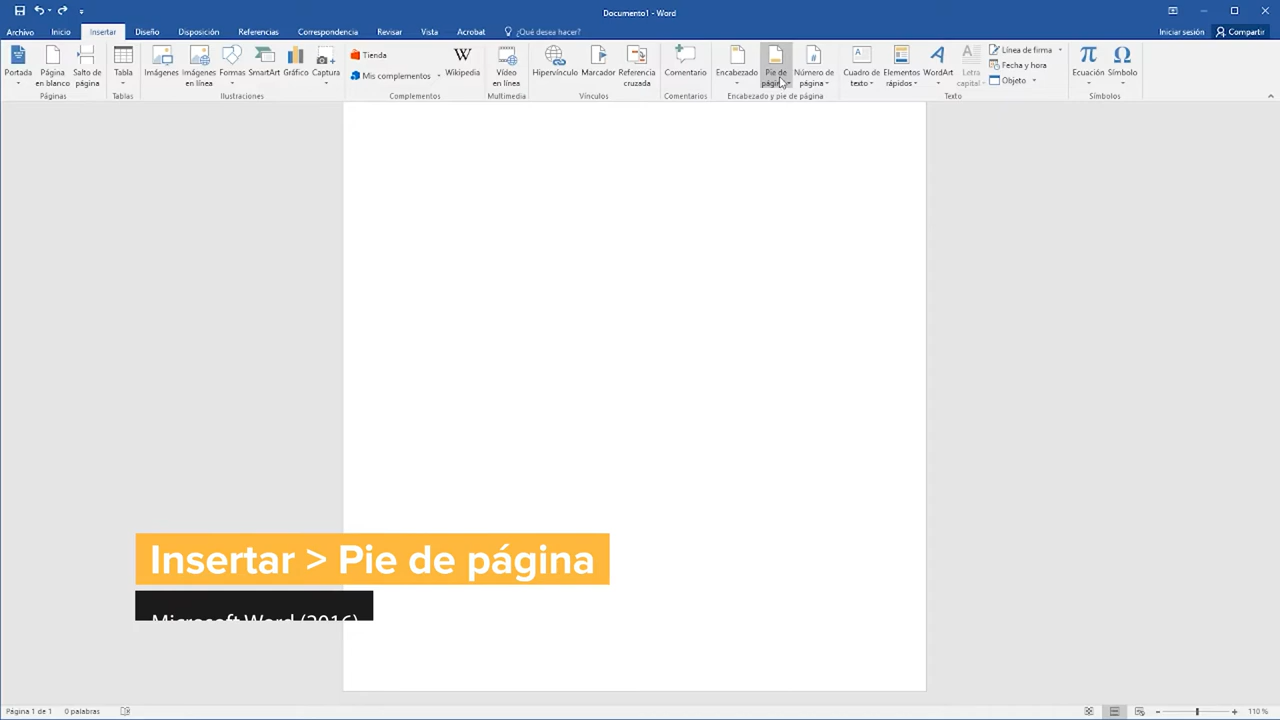 Documento1 - Word
Archivo Inicio Insertar Diseño Disposición Referencias Correspondencia Revisar Vista Acrobat ¿Qué desea hacer? Iniciar sesión Compartir
Portada
Página en blanco
Salto de página
Páginas
Tabla
Tablas
Imágenes
Imágenes en línea
Formas
SmartArt
Gráfico
Captura
Ilustraciones
Tienda
Mis complementos
Wikipedia
Complementos
Vídeo en línea
Multimedia
Hipervínculo
Marcador
Referencia cruzada
Vínculos
Comentario
Comentarios
Encabezado
Pie de página
Número de página
Encabezado y pie de página
Cuadro de texto
Elementos rápidos
WordArt
Letra capital
Línea de firma
Fecha y hora
Objeto
Texto
Ecuación
Símbolo
Símbolos
Insertar > Pie de página
Microsoft Word (2016)
Página 1 de 1 0 palabras
110 %